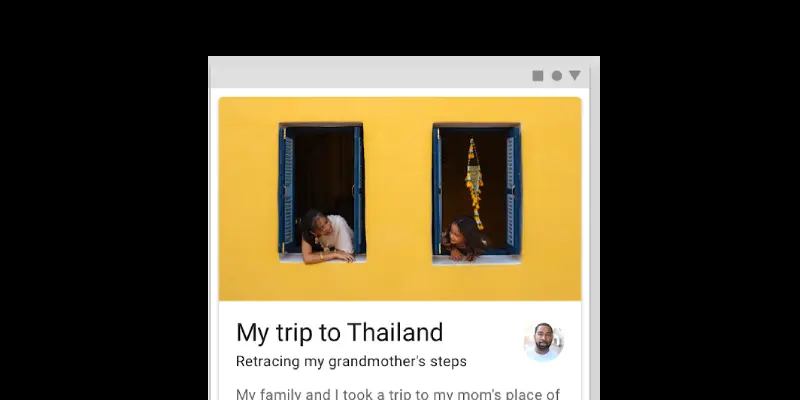 My trip to Thailand
Retracing my grandmother's steps
My family and I took a trip to my mom's place of